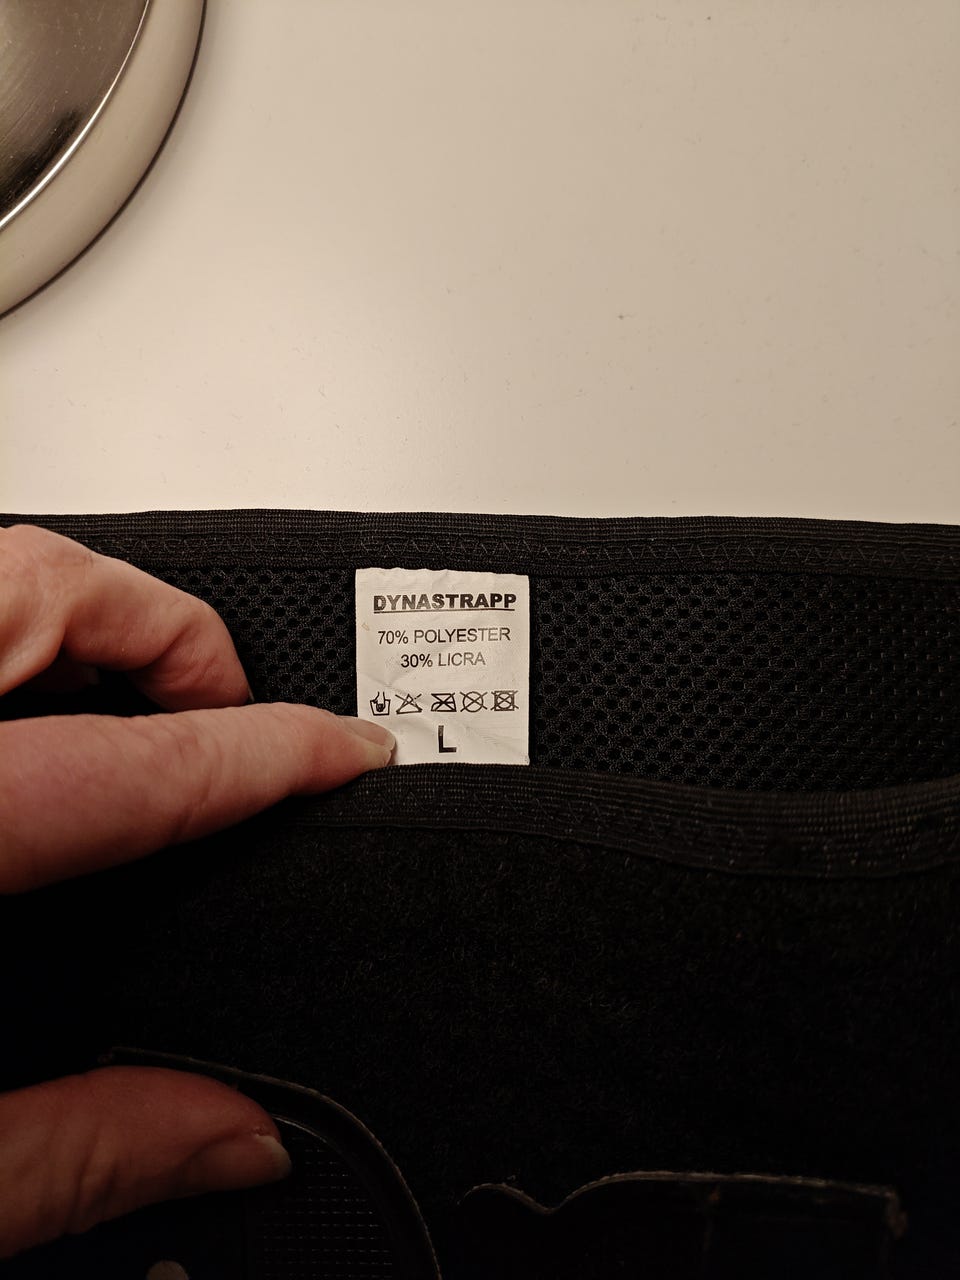 DYNASTRAPP
70% POLYESTER
30% LICRA
L